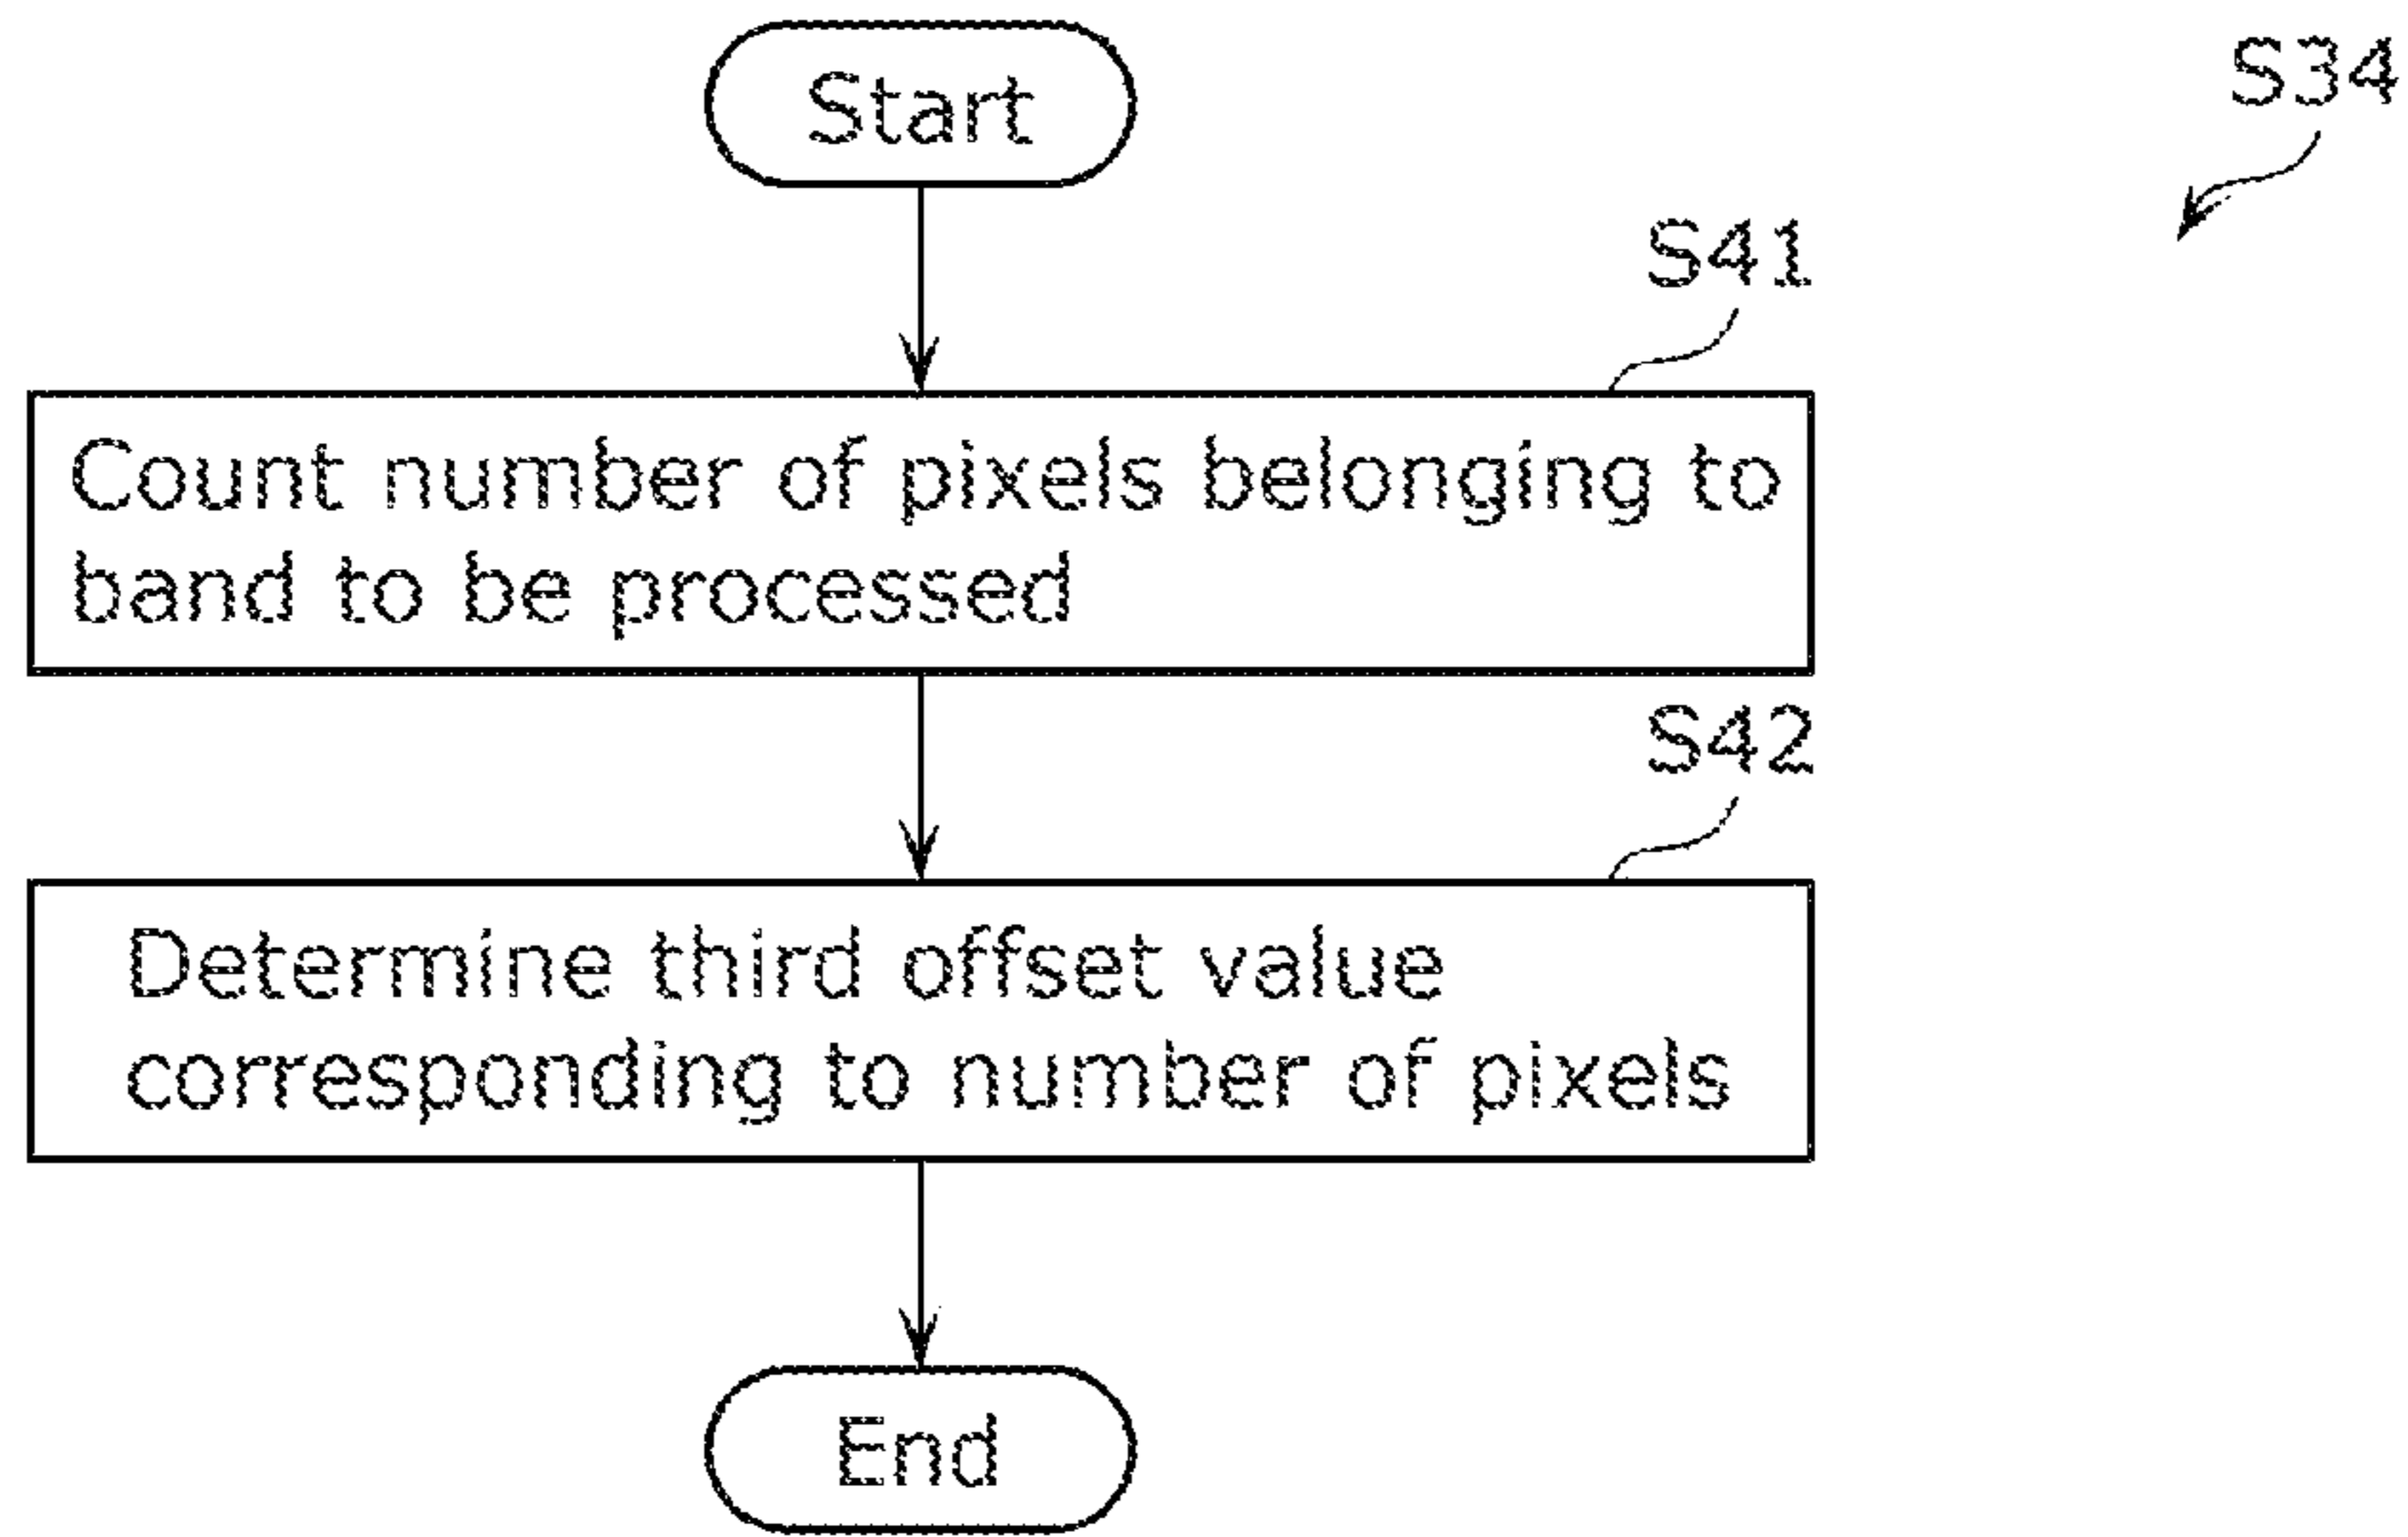 Start
S34
S41
Count number of pixels belonging to
band to be processed
S42
Determine third offset value
corresponding to number of pixels
End